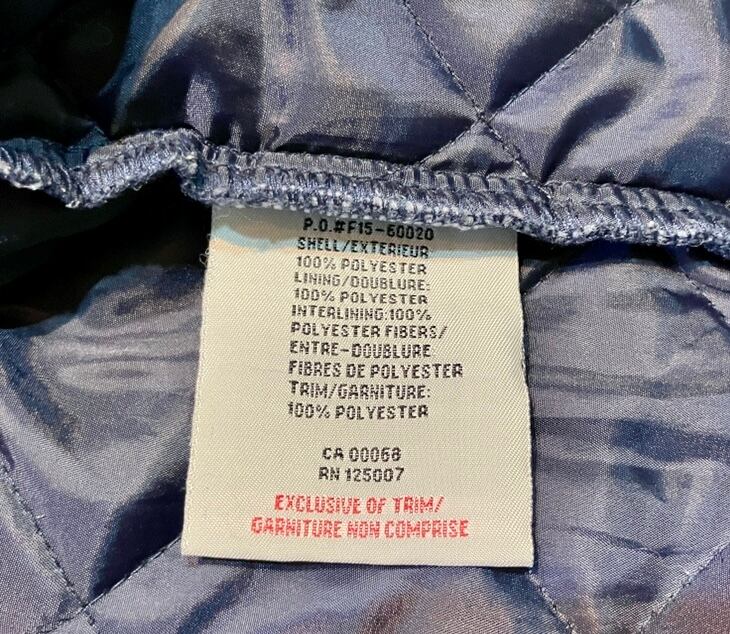 P.O.#F15-60020
SHELL/EXTERIEUR
100% POLYESTER
LINING/DOUBLURE:
100% POLYESTER
INTERLINING:100%
POLYESTER FIBERS/
ENTRE-DOUBLURE
FIBRES DE POLYESTER
TRIM/GARNITURE:
100% POLYESTER
CA 00068
RN 125007
EXCLUSIVE OF TRIM/
GARNITURE NON COMPRISE